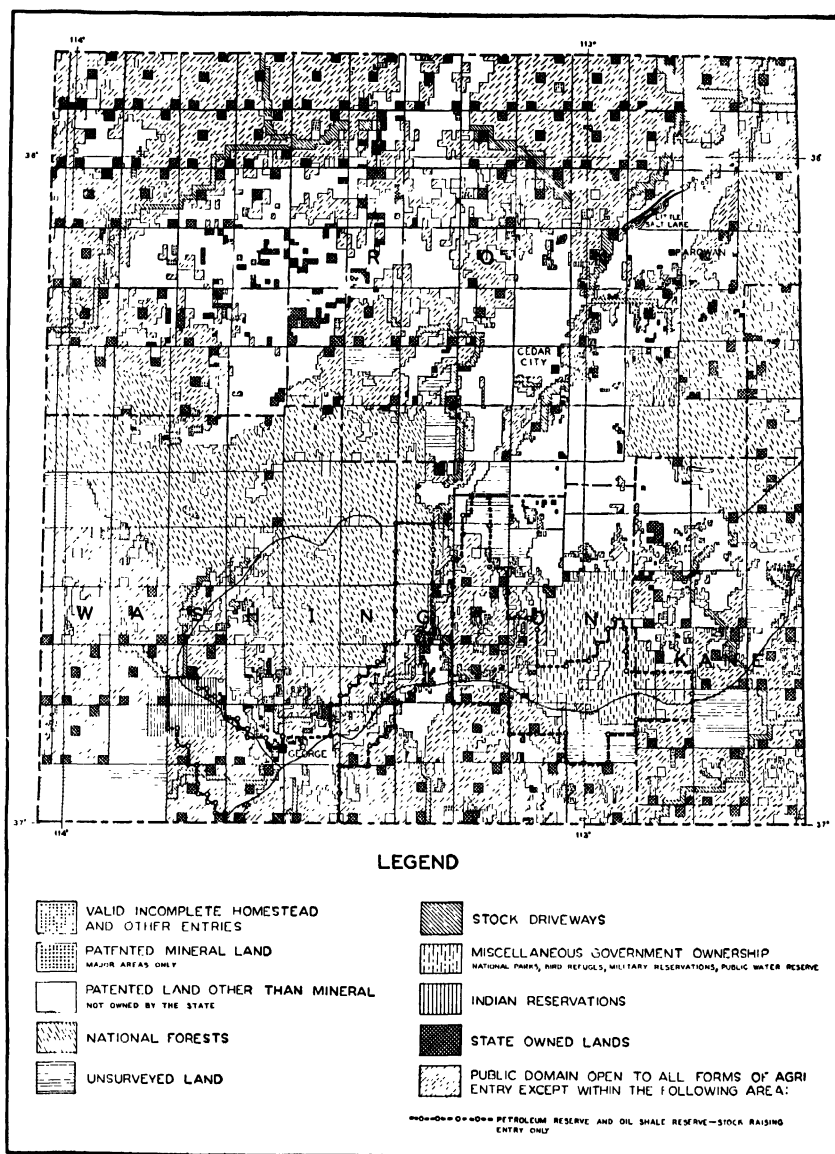 114°
113°
38°
38°
LITTLE
SALT LAKE
PAROWAN
I R O N
CEDAR
CITY
W A S H I N G T O N
K A N E
ST GEORGE
37°
37°
114°
113°
LEGEND
VALID INCOMPLETE HOMESTEAD
AND OTHER ENTRIES
PATENTED MINERAL LAND
MAJOR AREAS ONLY
PATENTED LAND OTHER THAN MINERAL
NOT OWNED BY THE STATE
NATIONAL FORESTS
UNSURVEYED LAND
STOCK DRIVEWAYS
MISCELLANEOUS GOVERNMENT OWNERSHIP
NATIONAL PARKS, BIRD REFUGES, MILITARY RESERVATIONS, PUBLIC WATER RESERVE
INDIAN RESERVATIONS
STATE OWNED LANDS
PUBLIC DOMAIN OPEN TO ALL FORMS OF AGRI
ENTRY EXCEPT WITHIN THE FOLLOWING AREA:
PETROLEUM RESERVE AND OIL SHALE RESERVE—STOCK RAISING
ENTRY ONLY